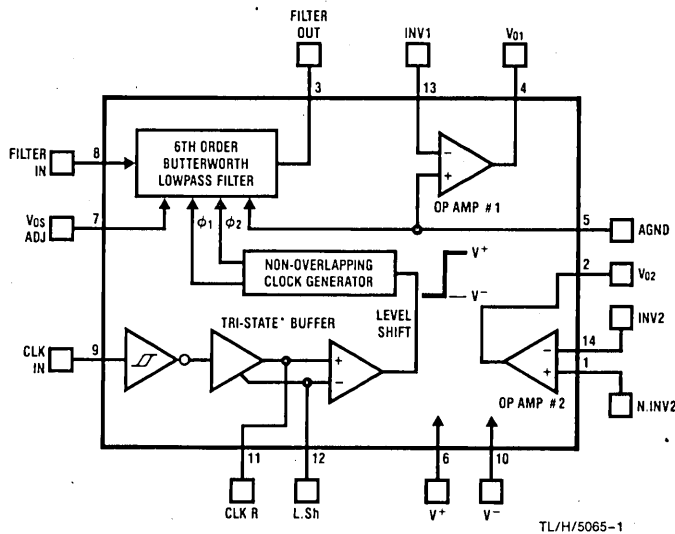 FILTER
OUT
INV1
VO1
3
13
4
FILTER
IN
8
6TH ORDER
BUTTERWORTH
LOWPASS FILTER
−
+
OP AMP #1
VOS
ADJ
7
ϕ1
ϕ2
5
AGND
NON-OVERLAPPING
CLOCK GENERATOR
V+
V−
2
VO2
LEVEL
SHIFT
TRI-STATE* BUFFER
INV2
CLK
IN
9
+
−
−
+
14
1
OP AMP #2
N.INV2
11
12
6
10
CLK R
L.Sh
V+
V−
TL/H/5065-1